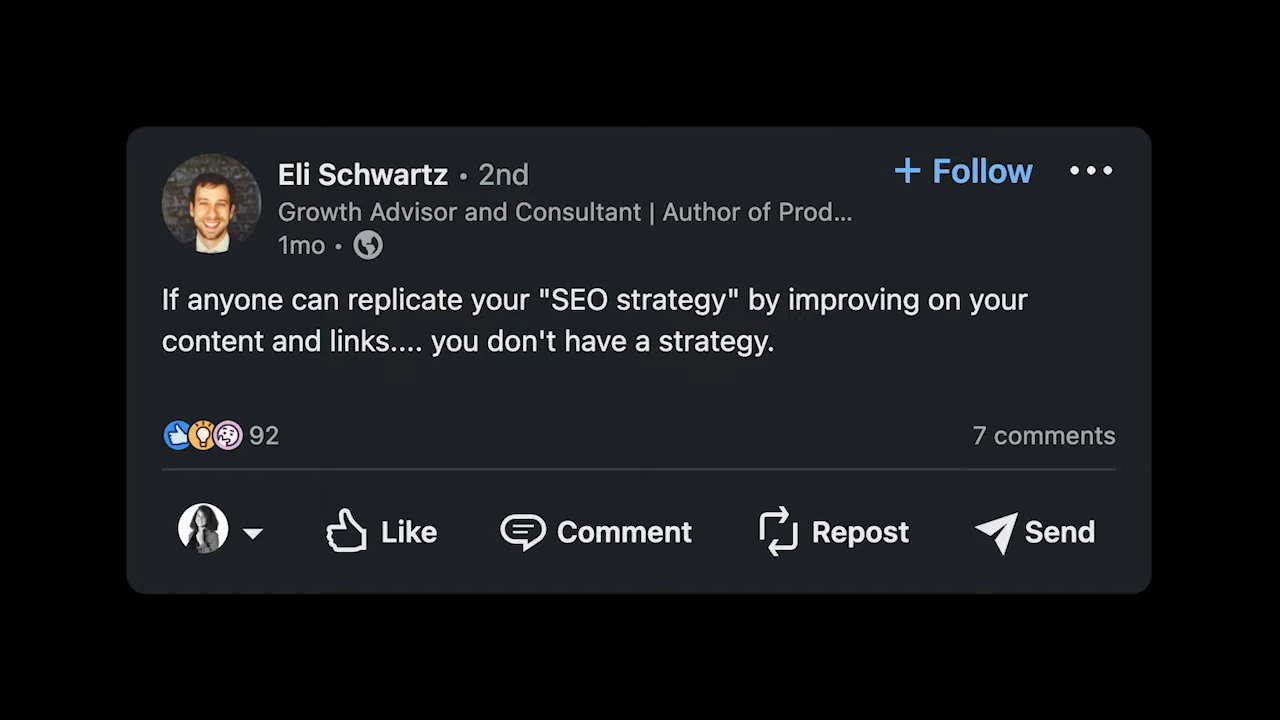 Eli Schwartz • 2nd
+ Follow
Growth Advisor and Consultant | Author of Prod...
1mo •
If anyone can replicate your "SEO strategy" by improving on your
content and links.... you don't have a strategy.
92
7 comments
Like
Comment
Repost
Send